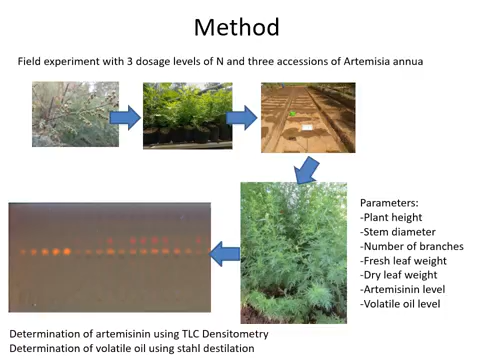 Method
Field experiment with 3 dosage levels of N and three accessions of Artemisia annua
Parameters:
-Plant height
-Stem diameter
-Number of branches
-Fresh leaf weight
-Dry leaf weight
-Artemisinin level
-Volatile oil level
Determination of artemisinin using TLC Densitometry
Determination of volatile oil using stahl destilation